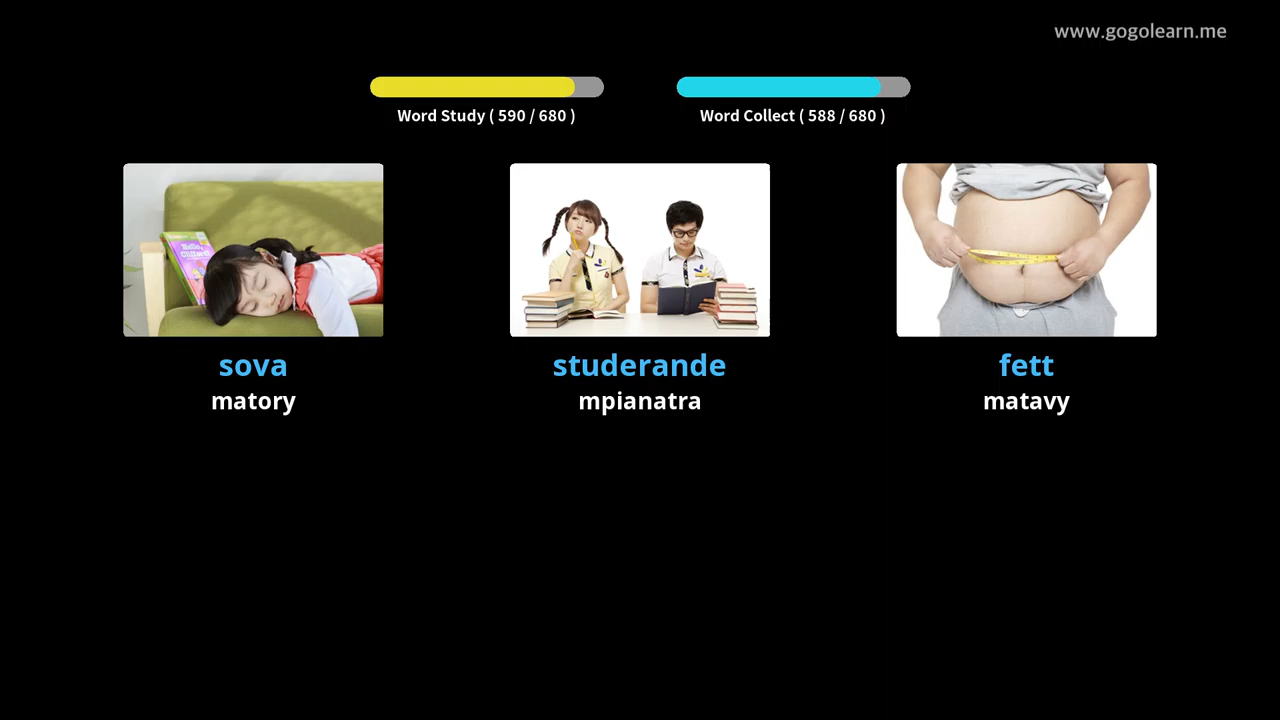 www.gogolearn.me
Word Study ( 590 / 680 )
Word Collect ( 588 / 680 )
sova
studerande
fett
matory
mpianatra
matavy